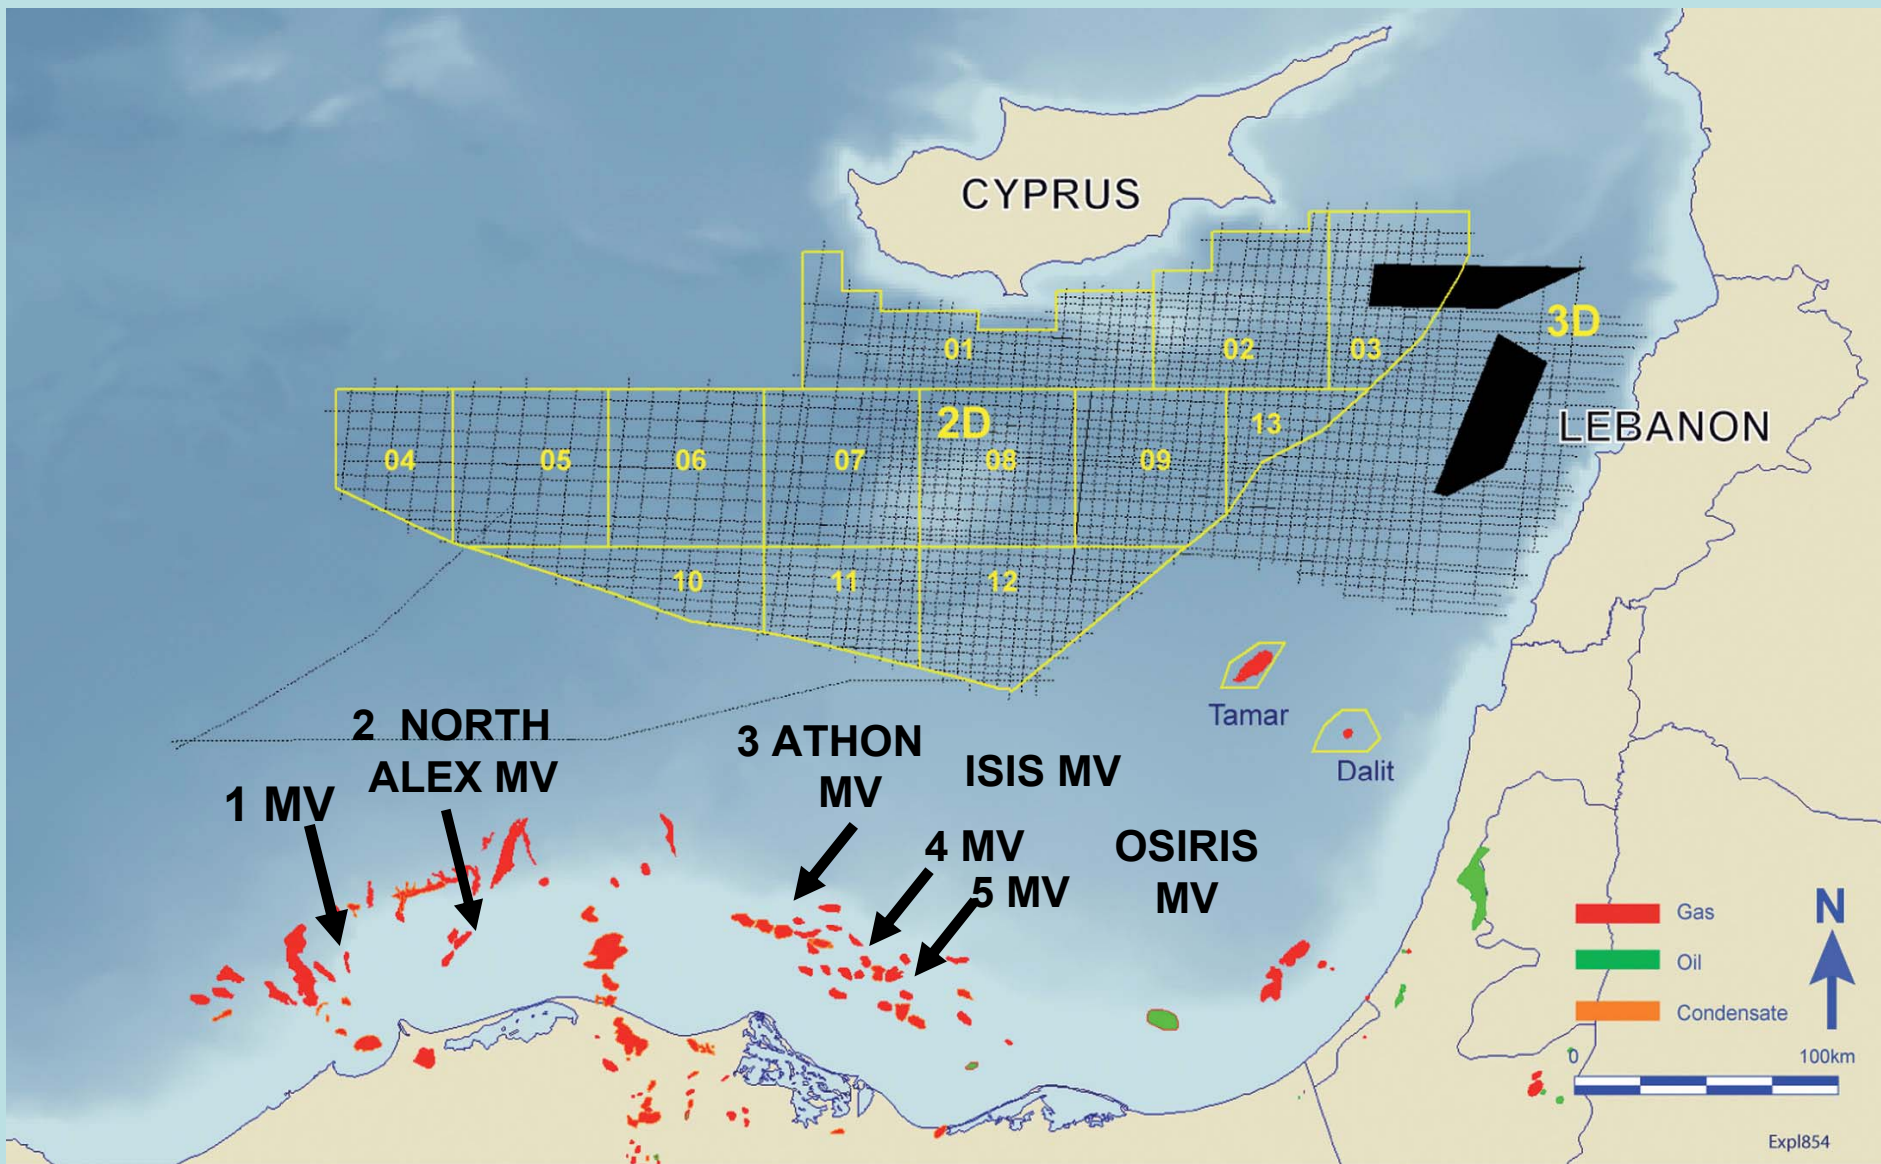 CYPRUS
3D
01
02
03
2D
13
LEBANON
04
05
06
07
08
09
10
11
12
Tamar
Dalit
2 NORTH
ALEX MV
1 MV
3 ATHON
MV
ISIS MV
4 MV
5 MV
OSIRIS
MV
Gas
Oil
Condensate
N
0
100km
Expl854